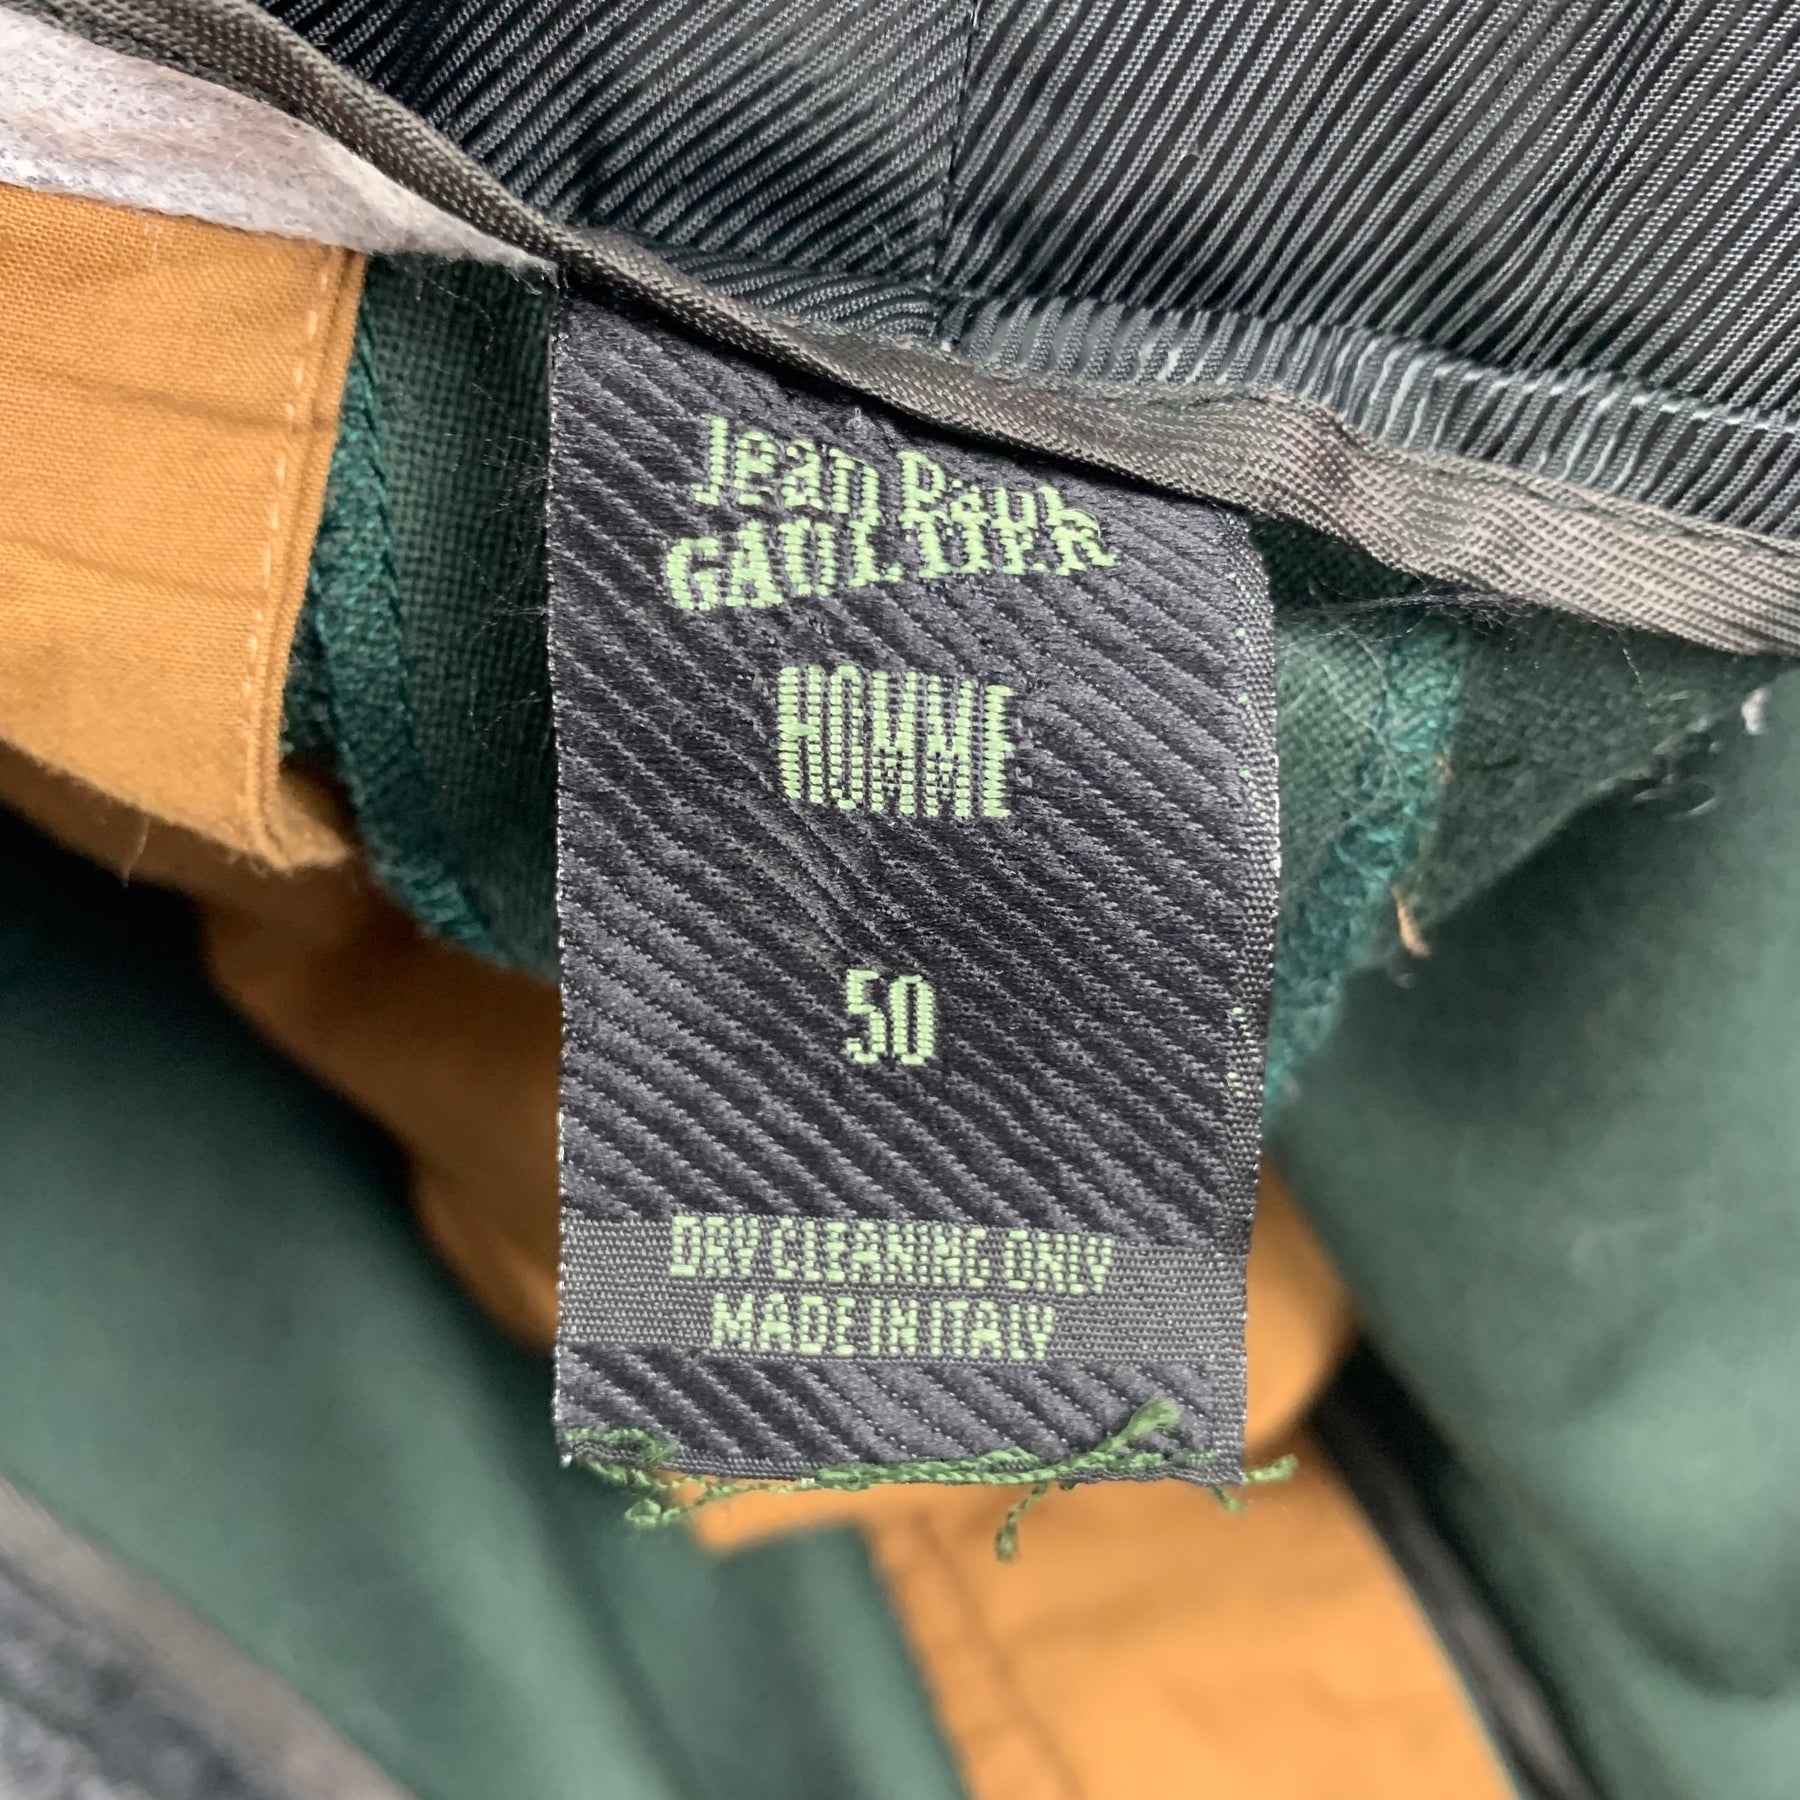 Jean Paul
GAULTIER
HOMME
50
DRY CLEANING ONLY
MADE IN ITALY